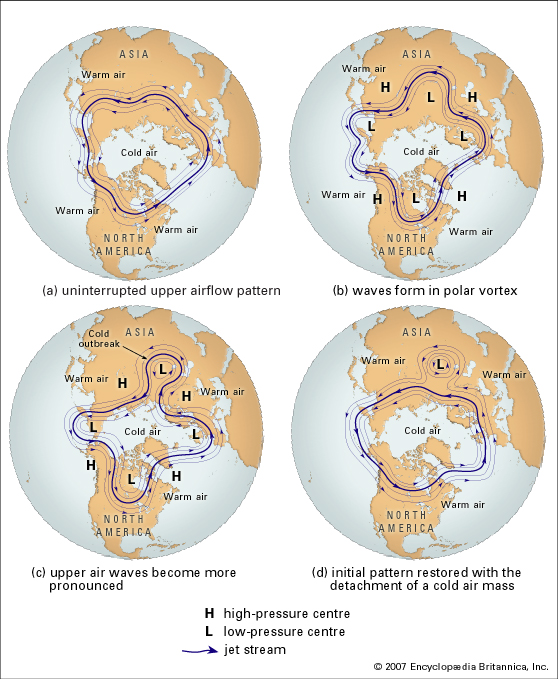 ASIA
Warm air
Cold air
Warm air
Warm air
NORTH
AMERICA
(a) uninterrupted upper airflow pattern
ASIA
Warm air
H
L
H
L
L
Cold air
Warm air
H
L
H
Warm air
NORTH
AMERICA
(b) waves form in polar vortex
Cold
outbreak
ASIA
L
Warm air
H
H
Warm air
L
Cold air
L
H
L
H
Warm air
NORTH
AMERICA
(c) upper air waves become more
pronounced
ASIA
Warm air
L
Warm air
Cold air
Warm air
NORTH
AMERICA
(d) initial pattern restored with the
detachment of a cold air mass
H high-pressure centre
L low-pressure centre
jet stream
© 2007 Encyclopædia Britannica, Inc.